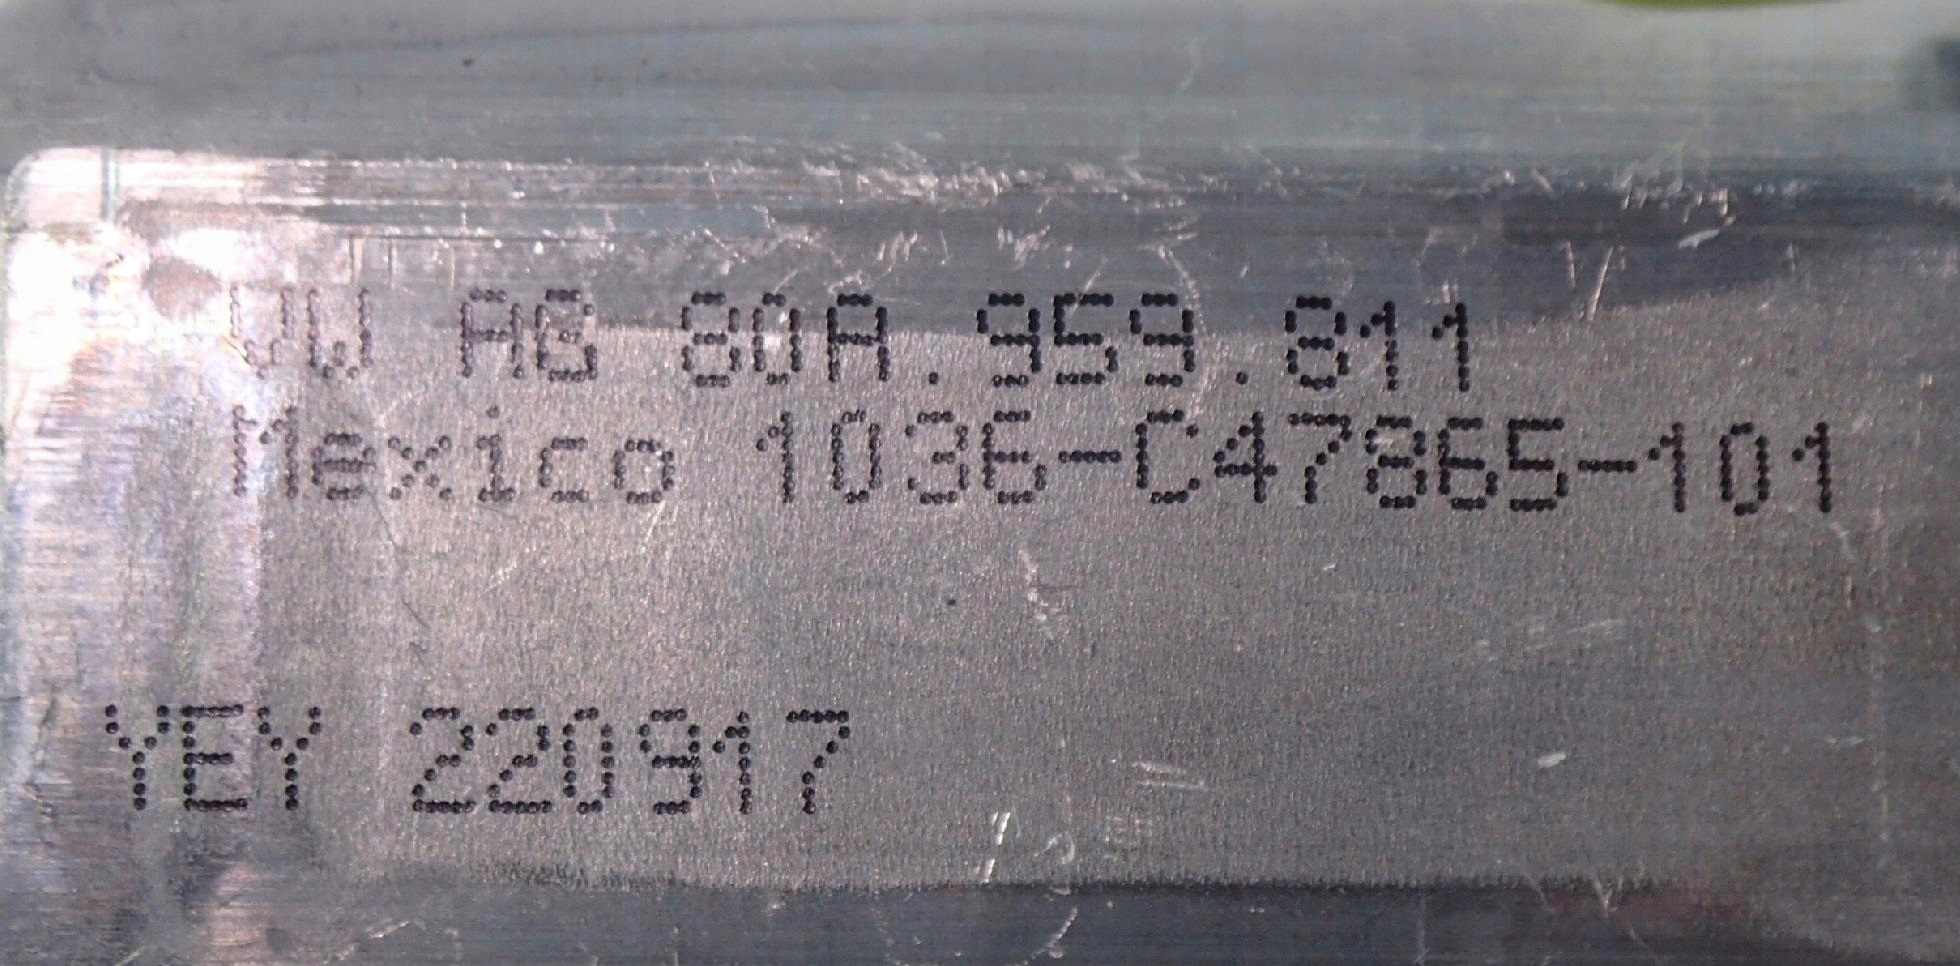 VW AG 80A.959.811
Mexico 1036-C47865-101
YEY 220917